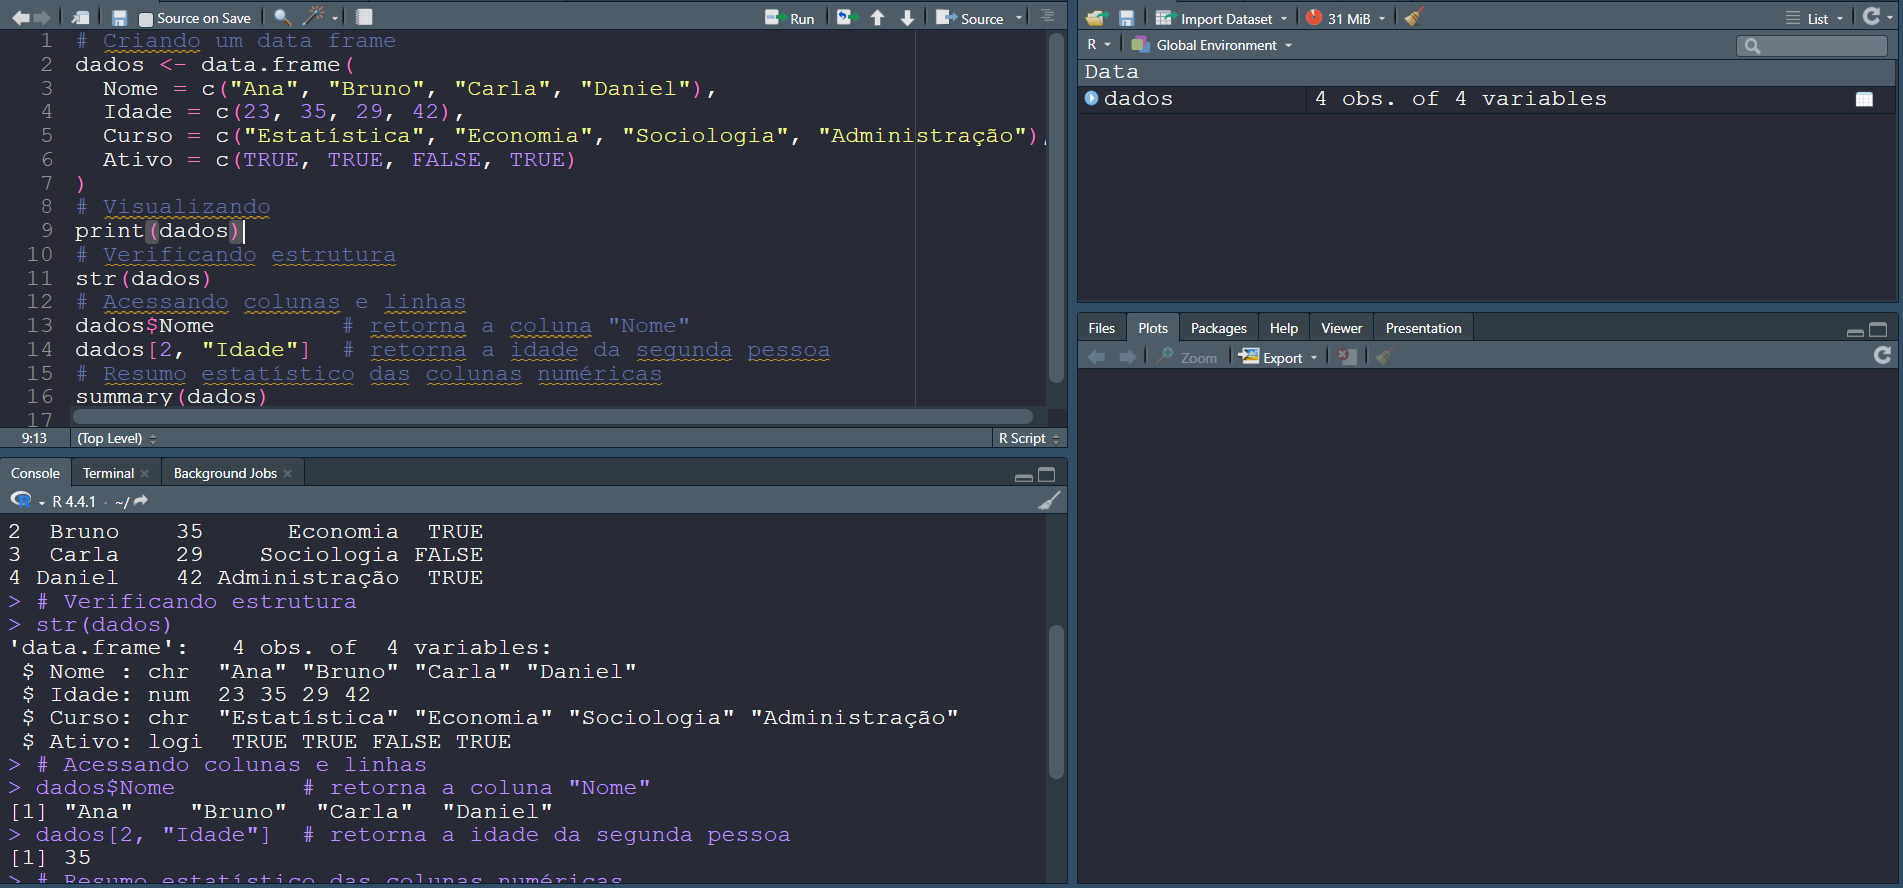 Source on Save
Run
Source
1 # Criando um data frame
2 dados <- data.frame(
3   Nome = c("Ana", "Bruno", "Carla", "Daniel"),
4   Idade = c(23, 35, 29, 42),
5   Curso = c("Estatística", "Economia", "Sociologia", "Administração"),
6   Ativo = c(TRUE, TRUE, FALSE, TRUE)
7 )
8 # Visualizando
9 print(dados)
10 # Verificando estrutura
11 str(dados)
12 # Acessando colunas e linhas
13 dados$Nome         # retorna a coluna "Nome"
14 dados[2, "Idade"]  # retorna a idade da segunda pessoa
15 # Resumo estatístico das colunas numéricas
16 summary(dados)
17
9:13 (Top Level) R Script
Console Terminal Background Jobs
R 4.4.1 · ~/
2  Bruno    35      Economia  TRUE
3  Carla    29    Sociologia FALSE
4 Daniel    42 Administração  TRUE
> # Verificando estrutura
> str(dados)
'data.frame':   4 obs. of  4 variables:
 $ Nome : chr  "Ana" "Bruno" "Carla" "Daniel"
 $ Idade: num  23 35 29 42
 $ Curso: chr  "Estatística" "Economia" "Sociologia" "Administração"
 $ Ativo: logi  TRUE TRUE FALSE TRUE
> # Acessando colunas e linhas
> dados$Nome         # retorna a coluna "Nome"
[1] "Ana"    "Bruno"  "Carla"  "Daniel"
> dados[2, "Idade"]  # retorna a idade da segunda pessoa
[1] 35
> # Resumo estatístico das colunas numéricas
Import Dataset 31 MiB List
R Global Environment
Data
dados 4 obs. of 4 variables
Files Plots Packages Help Viewer Presentation
Zoom Export